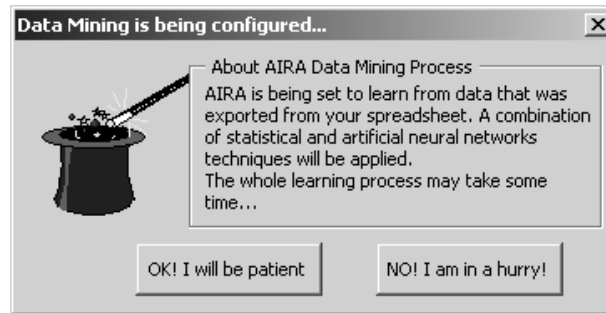 Data Mining is being configured...
About AIRA Data Mining Process
AIRA is being set to learn from data that was
exported from your spreadsheet. A combination
of statistical and artificial neural networks
techniques will be applied.
The whole learning process may take some
time...
OK! I will be patient
NO! I am in a hurry!